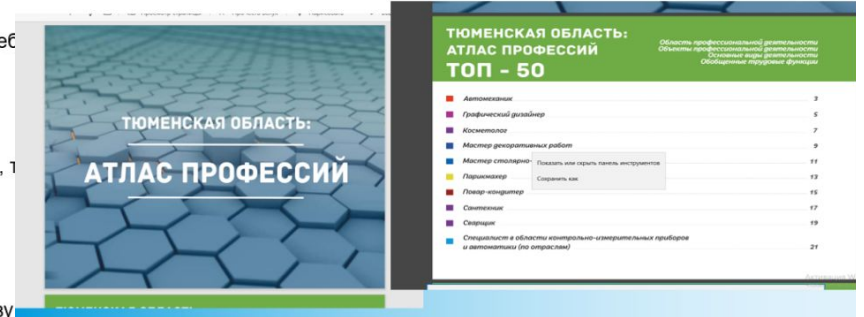 ТЮМЕНСКАЯ ОБЛАСТЬ:
АТЛАС ПРОФЕССИЙ
ТЮМЕНСКАЯ ОБЛАСТЬ:
АТЛАС ПРОФЕССИЙ
ТОП - 50
Область профессиональной деятельности
Объекты профессиональной деятельности
Основные виды деятельности
Обобщенные трудовые функции
Автомеханик 3
Графический дизайнер 5
Косметолог 7
Мастер декоративных работ 9
Мастер столярно- 11
Показать или скрыть панель инструментов
Сохранить как
Парикмахер 13
Повар-кондитер 15
Сантехник 17
Сварщик 19
Специалист в области контрольно-измерительных приборов
и автоматики (по отраслям) 21
Активация W